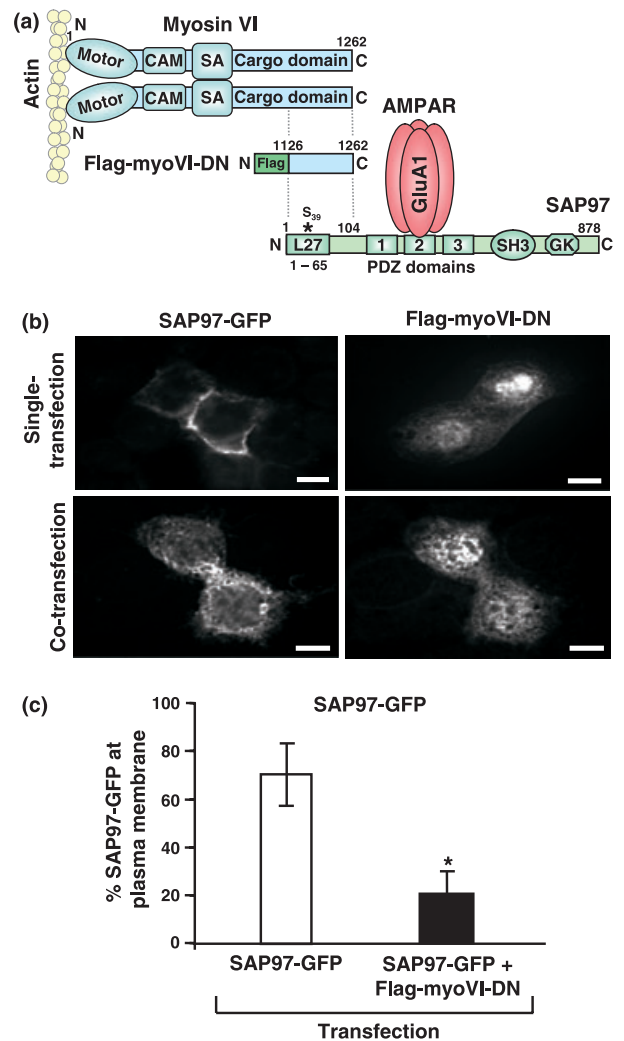 (a)
Myosin VI
Actin
N
1
Motor
CAM
SA
Cargo domain
1262
C
Motor
CAM
SA
Cargo domain
C
N
AMPAR
GluA1
Flag-myoVI-DN
N
Flag
1126
1262
C
SAP97
S39
*
1
104
878
N
L27
1
2
3
SH3
GK
C
1 – 65
PDZ domains
(b)
SAP97-GFP
Flag-myoVI-DN
Single-
transfection
Co-transfection
(c)
SAP97-GFP
% SAP97-GFP at
plasma membrane
100
80
60
40
20
0
*
SAP97-GFP
SAP97-GFP +
Flag-myoVI-DN
Transfection